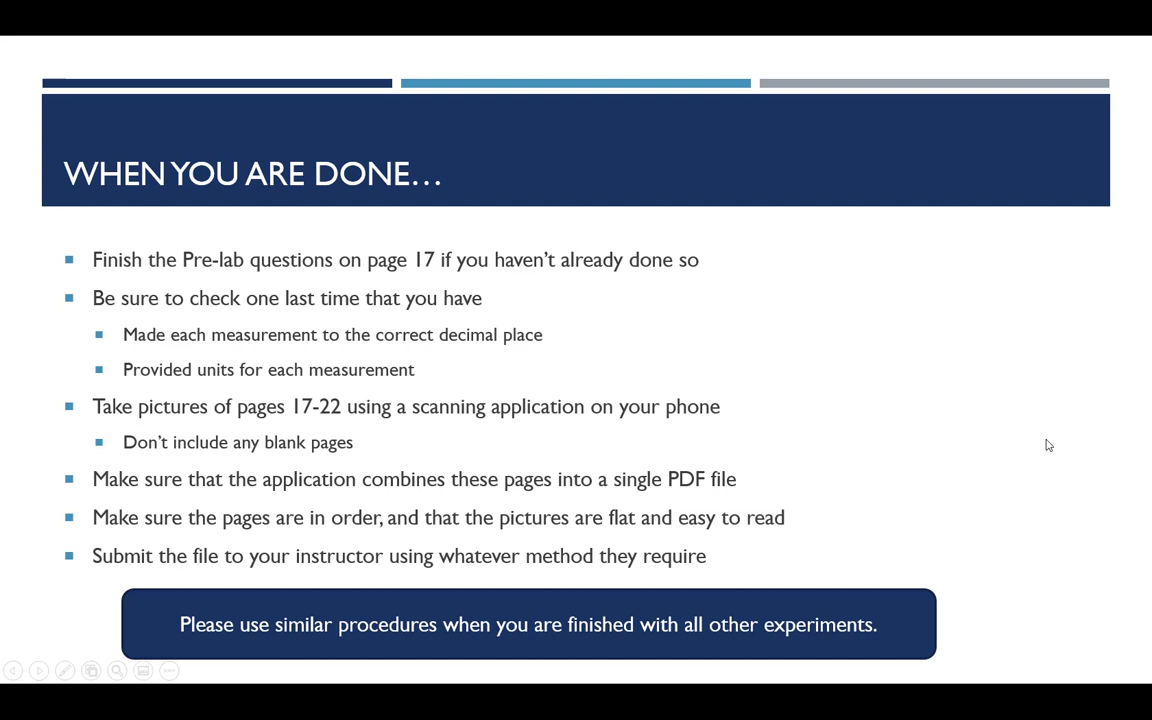 WHEN YOU ARE DONE…
Finish the Pre-lab questions on page 17 if you haven’t already done so
Be sure to check one last time that you have
Made each measurement to the correct decimal place
Provided units for each measurement
Take pictures of pages 17-22 using a scanning application on your phone
Don’t include any blank pages
Make sure that the application combines these pages into a single PDF file
Make sure the pages are in order, and that the pictures are flat and easy to read
Submit the file to your instructor using whatever method they require
Please use similar procedures when you are finished with all other experiments.